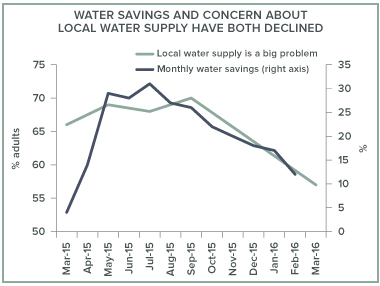 WATER SAVINGS AND CONCERN ABOUT
LOCAL WATER SUPPLY HAVE BOTH DECLINED
Local water supply is a big problem
Monthly water savings (right axis)
75
70
65
60
55
50
% adults
35
30
25
20
15
10
5
0
%
Mar-15
Apr-15
May-15
Jun-15
Jul-15
Aug-15
Sep-15
Oct-15
Nov-15
Dec-15
Jan-16
Feb-16
Mar-16